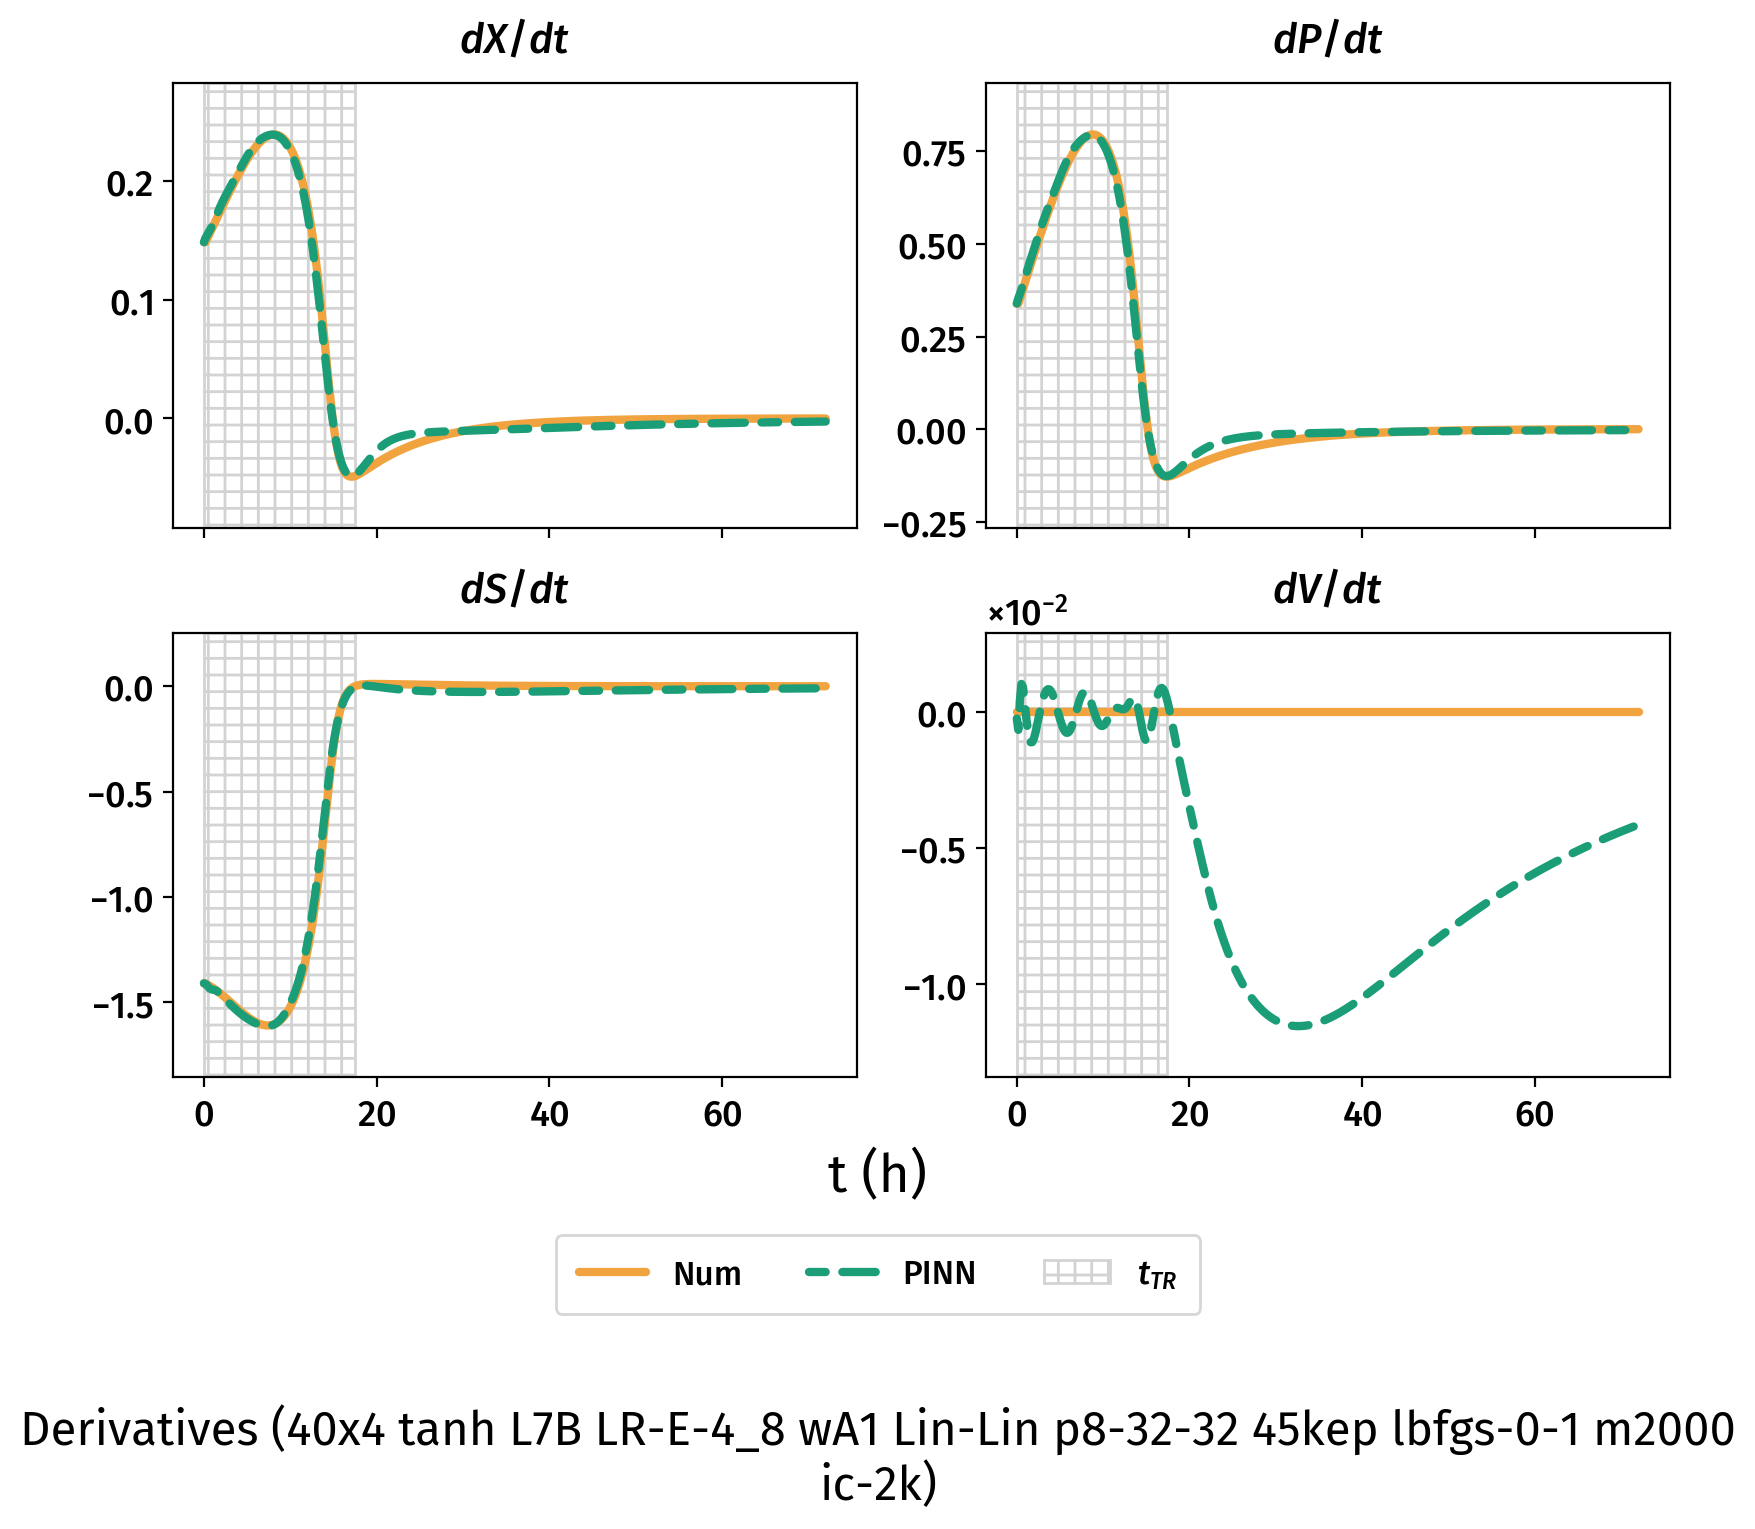 dX/dt
0.2
0.1
0.0
dP/dt
0.75
0.50
0.25
0.00
−0.25
dS/dt
0.0
−0.5
−1.0
−1.5
0 20 40 60
dV/dt
×10⁻²
0.0
−0.5
−1.0
0 20 40 60
t (h)
Num PINN t_TR
Derivatives (40x4 tanh L7B LR-E-4_8 wA1 Lin-Lin p8-32-32 45kep lbfgs-0-1 m2000
ic-2k)